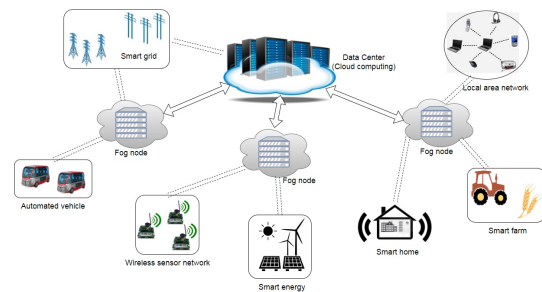 Smart grid
Data Center
(Cloud computing)
Local area network
Fog node
Fog node
Fog node
Automated vehicle
Smart farm
Smart home
Wireless sensor network
Smart energy